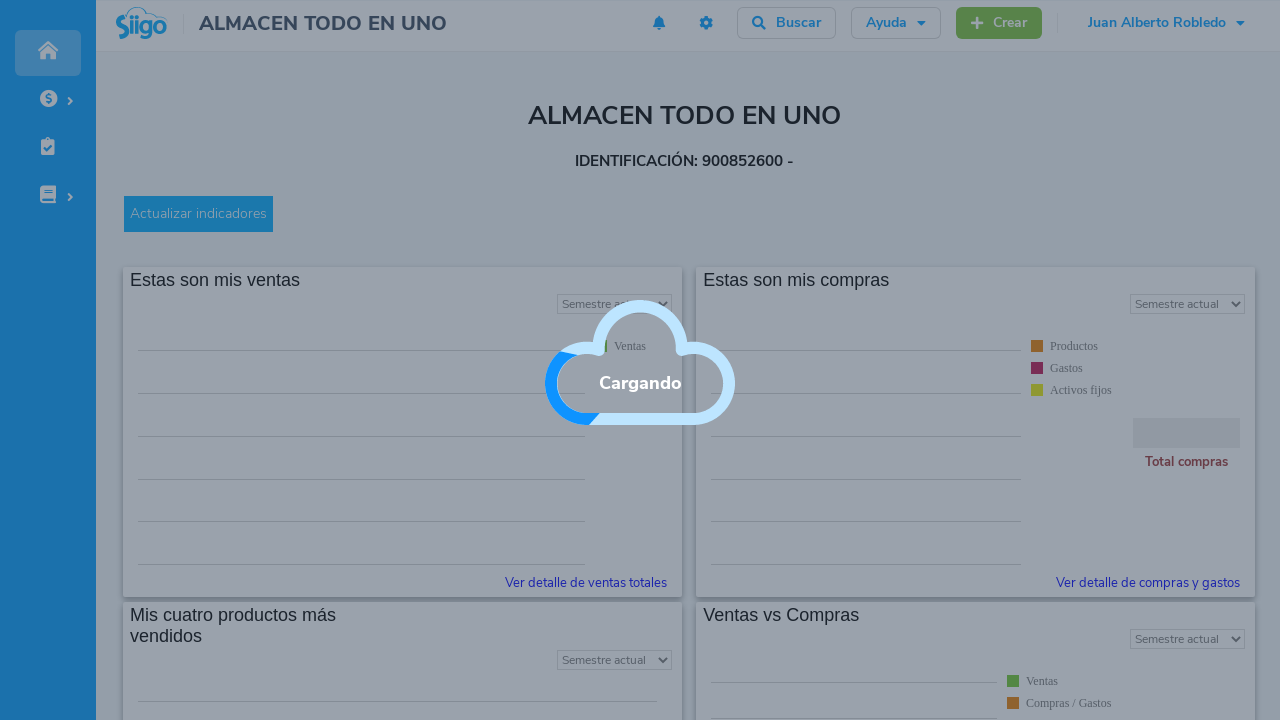 Siigo
ALMACEN TODO EN UNO
Buscar
Ayuda
Crear
Juan Alberto Robledo
ALMACEN TODO EN UNO
IDENTIFICACIÓN: 900852600 -
Actualizar indicadores
Estas son mis ventas
Semestre actual
Ventas
Ver detalle de ventas totales
Estas son mis compras
Semestre actual
Productos
Gastos
Activos fijos
Total compras
Ver detalle de compras y gastos
Cargando
Mis cuatro productos más
vendidos
Semestre actual
Ventas vs Compras
Semestre actual
Ventas
Compras / Gastos